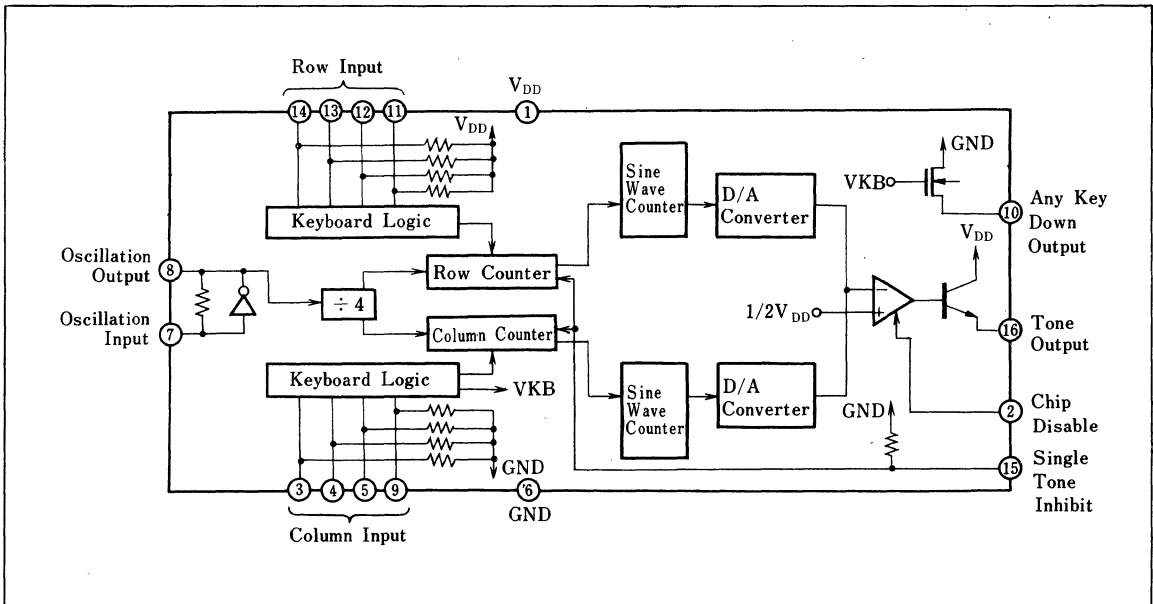 Row Input
V_DD
⑭ ⑬ ⑫ ⑪
①
V_DD
GND
VKB
Sine
Wave
Counter
D/A
Converter
⑩
Any Key
Down
Output
Keyboard Logic
Oscillation
Output
⑧
Row Counter
÷4
V_DD
Oscillation
Input
⑦
Column Counter
1/2V_DD
−
+
⑯
Tone
Output
Keyboard Logic
VKB
Sine
Wave
Counter
D/A
Converter
GND
②
Chip
Disable
GND
⑮
Single
Tone
Inhibit
③ ④ ⑤ ⑨
⑥
GND
Column Input